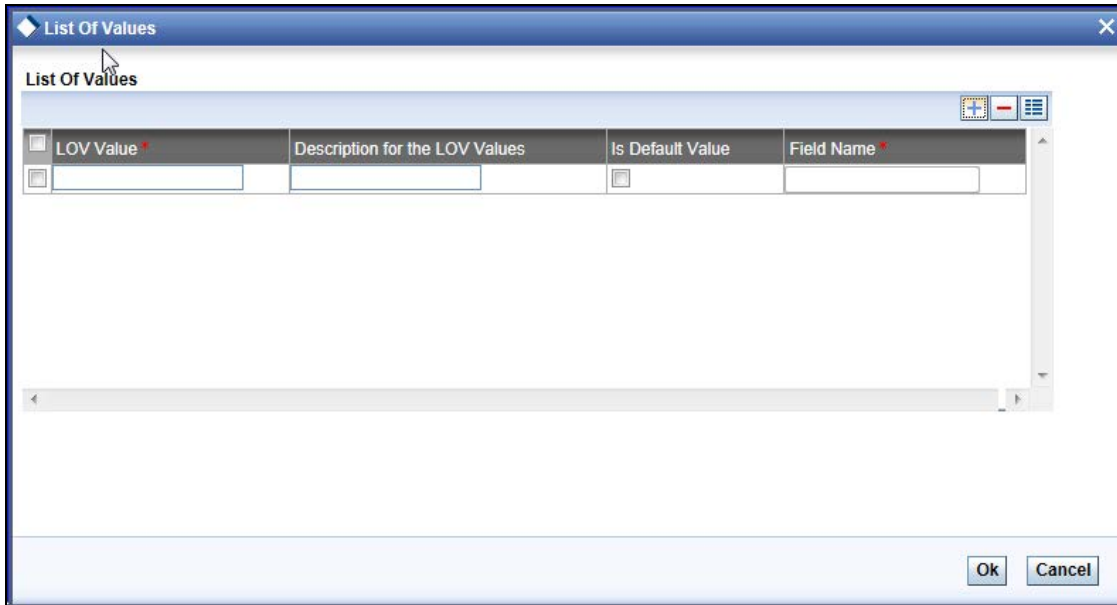 List Of Values
List Of Values
LOV Value * Description for the LOV Values Is Default Value Field Name *
Ok Cancel